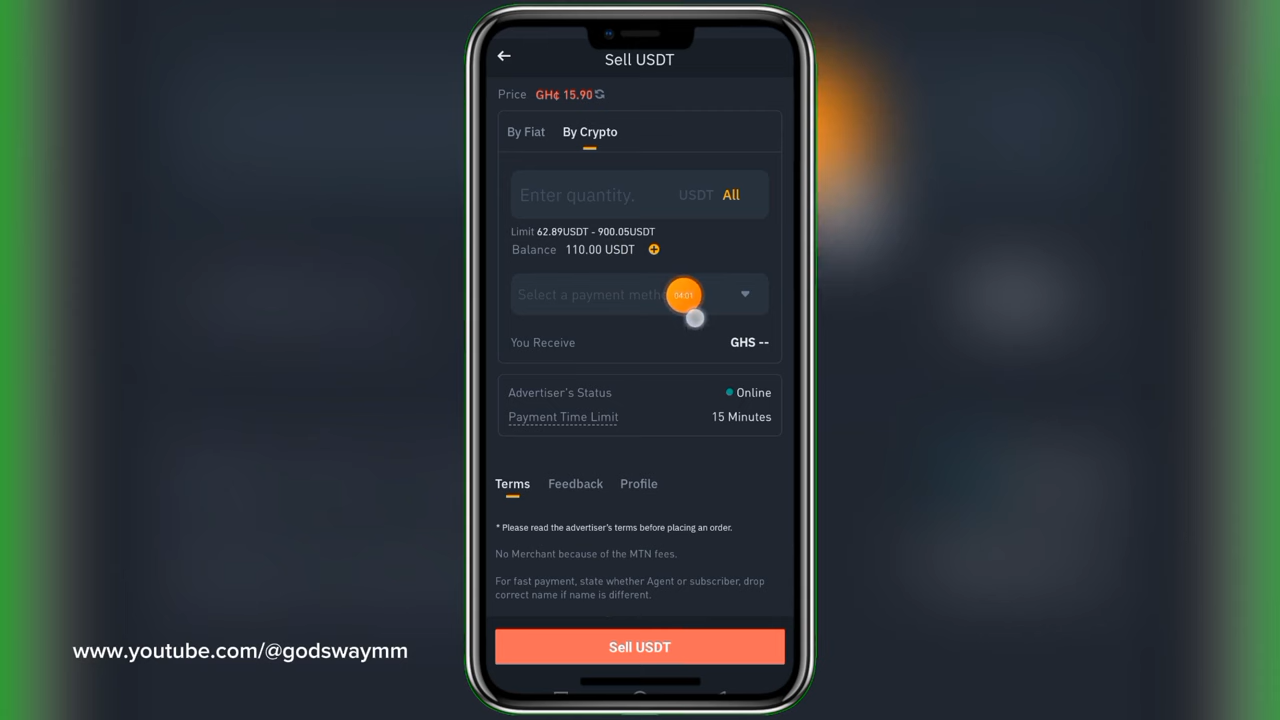 Sell USDT
Price GH₵ 15.90
By Fiat By Crypto
Enter quantity. USDT All
Limit 62.89USDT - 900.05USDT
Balance 110.00 USDT
Select a payment meth
04:01
You Receive GHS --
Advertiser's Status Online
Payment Time Limit 15 Minutes
Terms Feedback Profile
* Please read the advertiser's terms before placing an order.
No Merchant because of the MTN fees.
For fast payment, state whether Agent or subscriber, drop
correct name if name is different.
Sell USDT
www.youtube.com/@godswaymm